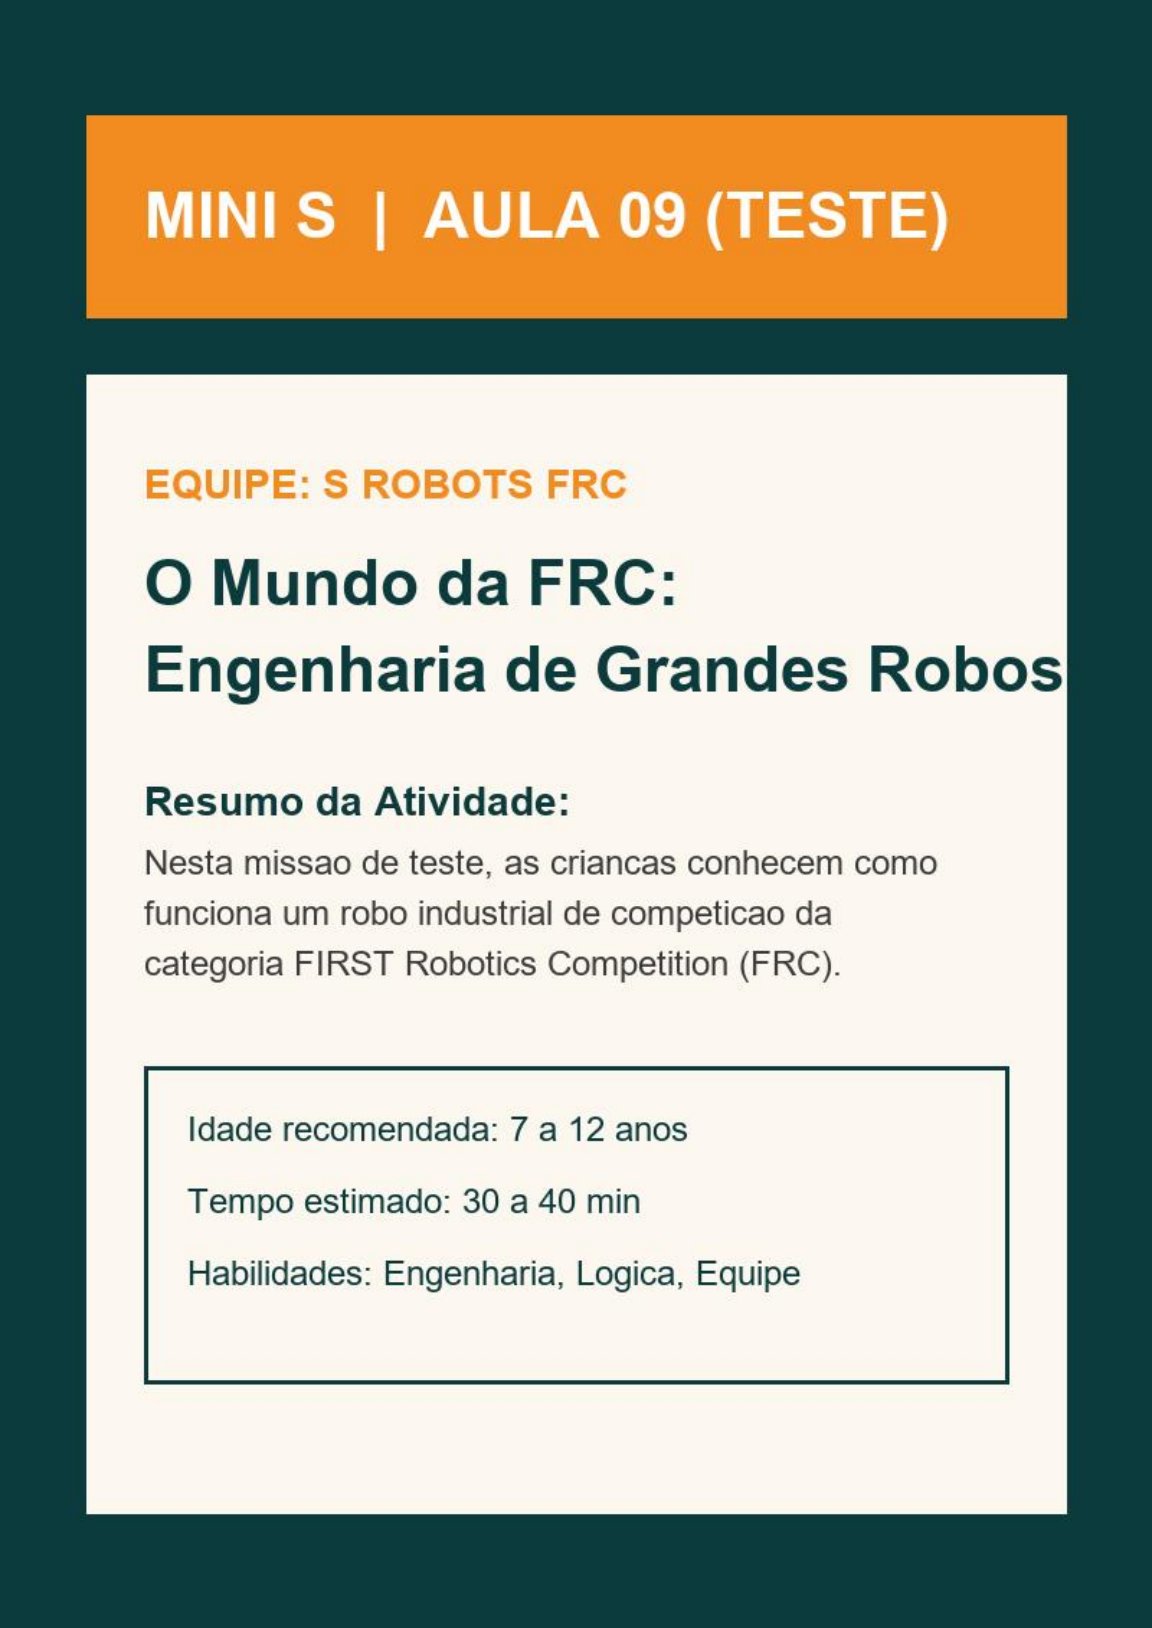 MINI S | AULA 09 (TESTE)
EQUIPE: S ROBOTS FRC
O Mundo da FRC:
Engenharia de Grandes Robos
Resumo da Atividade:
Nesta missao de teste, as criancas conhecem como
funciona um robo industrial de competicao da
categoria FIRST Robotics Competition (FRC).
Idade recomendada: 7 a 12 anos
Tempo estimado: 30 a 40 min
Habilidades: Engenharia, Logica, Equipe